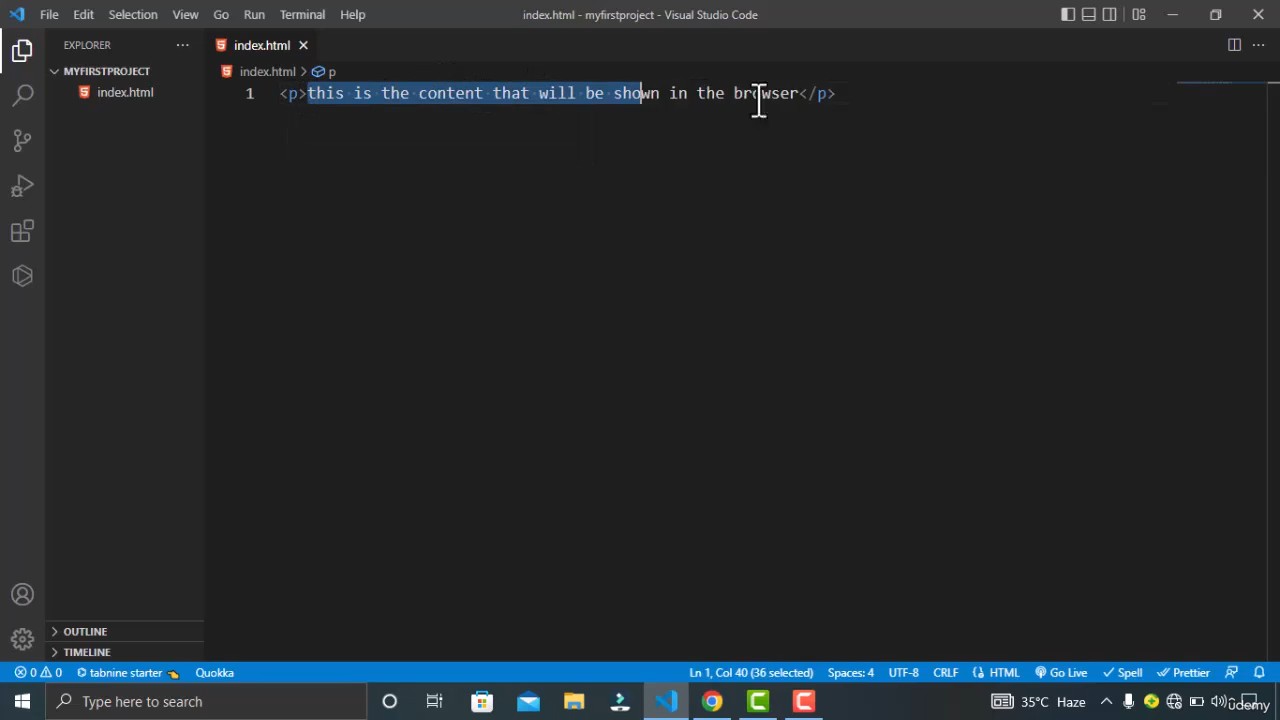 File Edit Selection View Go Run Terminal Help index.html - myfirstproject - Visual Studio Code
EXPLORER
index.html
MYFIRSTPROJECT
index.html > p
index.html
1 <p>this is the content that will be shown in the browser</p>
OUTLINE
TIMELINE
0 0 tabnine starter Quokka Ln 1, Col 40 (36 selected) Spaces: 4 UTF-8 CRLF HTML Go Live Spell Prettier
Type here to search 35°C Haze
udemy